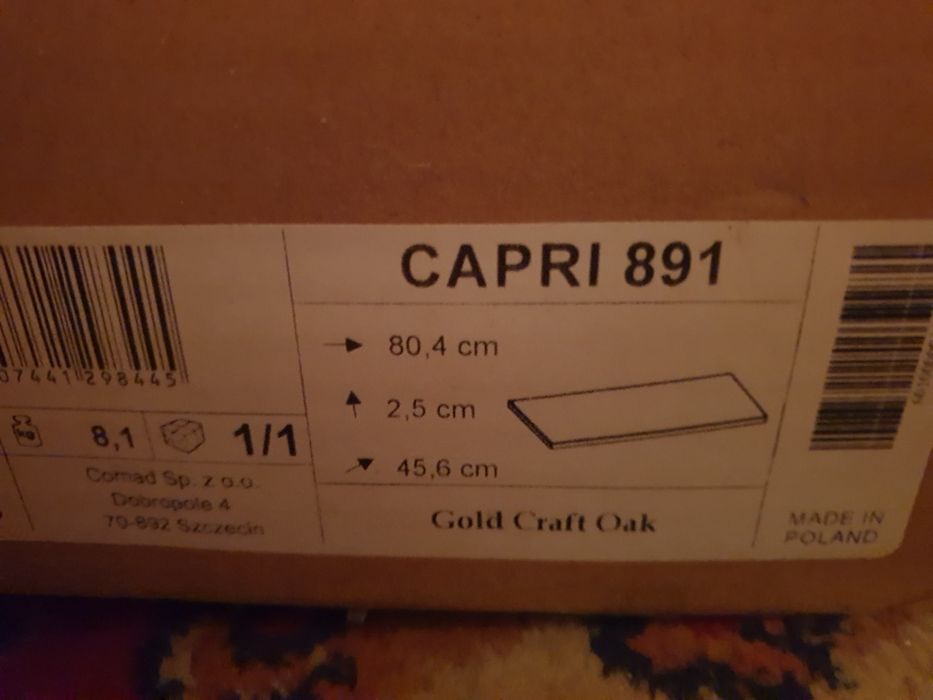 CAPRI 891
07441298445
80,4 cm
2,5 cm
45,6 cm
kg
8,1
1/1
Comad Sp. z o.o.
Dobropole 4
70-892 Szczecin
Gold Craft Oak
MADE IN
POLAND